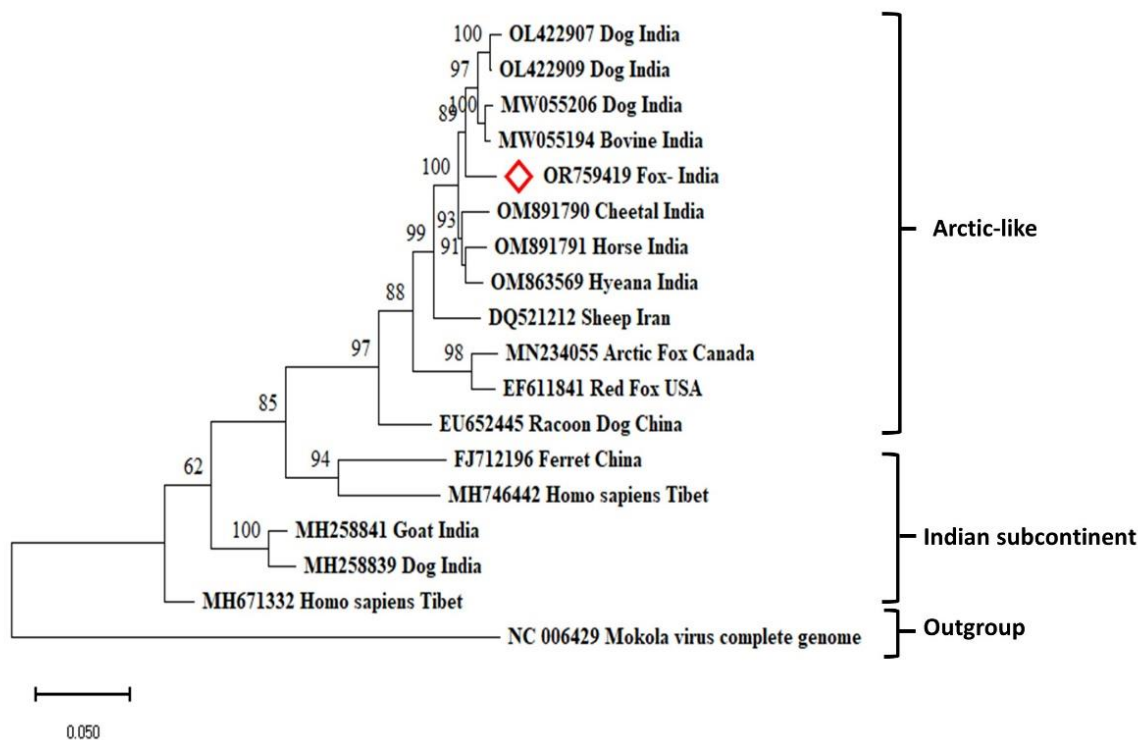 100 OL422907 Dog India
OL422909 Dog India
97
100 MW055206 Dog India
MW055194 Bovine India
89
OR759419 Fox- India
100
OM891790 Cheetal India
93
OM891791 Horse India
91
OM863569 Hyeana India
99
DQ521212 Sheep Iran
88
98 MN234055 Arctic Fox Canada
EF611841 Red Fox USA
97
EU652445 Racoon Dog China
85
94 FJ712196 Ferret China
MH746442 Homo sapiens Tibet
62
100 MH258841 Goat India
MH258839 Dog India
MH671332 Homo sapiens Tibet
NC 006429 Mokola virus complete genome
Arctic-like
Indian subcontinent
Outgroup
0.050